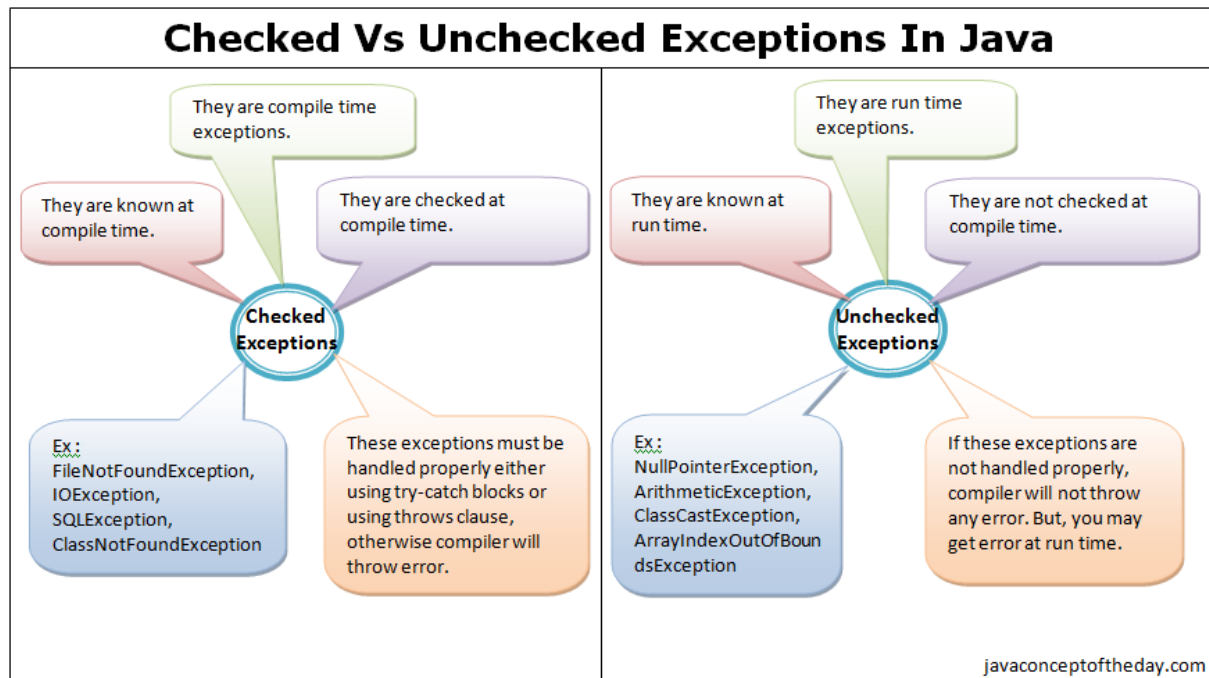 Checked Vs Unchecked Exceptions In Java
They are compile time
exceptions.
They are known at
compile time.
They are checked at
compile time.
Checked
Exceptions
Ex :
FileNotFoundException,
IOException,
SQLException,
ClassNotFoundException
These exceptions must be
handled properly either
using try-catch blocks or
using throws clause,
otherwise compiler will
throw error.
They are run time
exceptions.
They are known at
run time.
They are not checked at
compile time.
Unchecked
Exceptions
Ex :
NullPointerException,
ArithmeticException,
ClassCastException,
ArrayIndexOutOfBoun
dsException
If these exceptions are
not handled properly,
compiler will not throw
any error. But, you may
get error at run time.
javaconceptoftheday.com